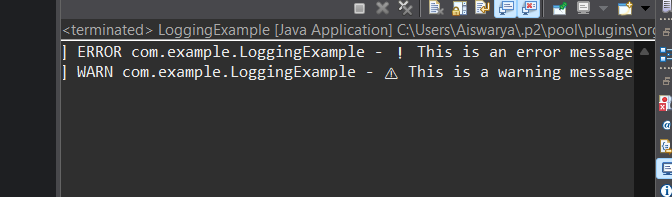 <terminated> LoggingExample [Java Application] C:\Users\Aiswarya\.p2\pool\plugins\
] ERROR com.example.LoggingExample - ❗ This is an error message
] WARN com.example.LoggingExample - ⚠ This is a warning message